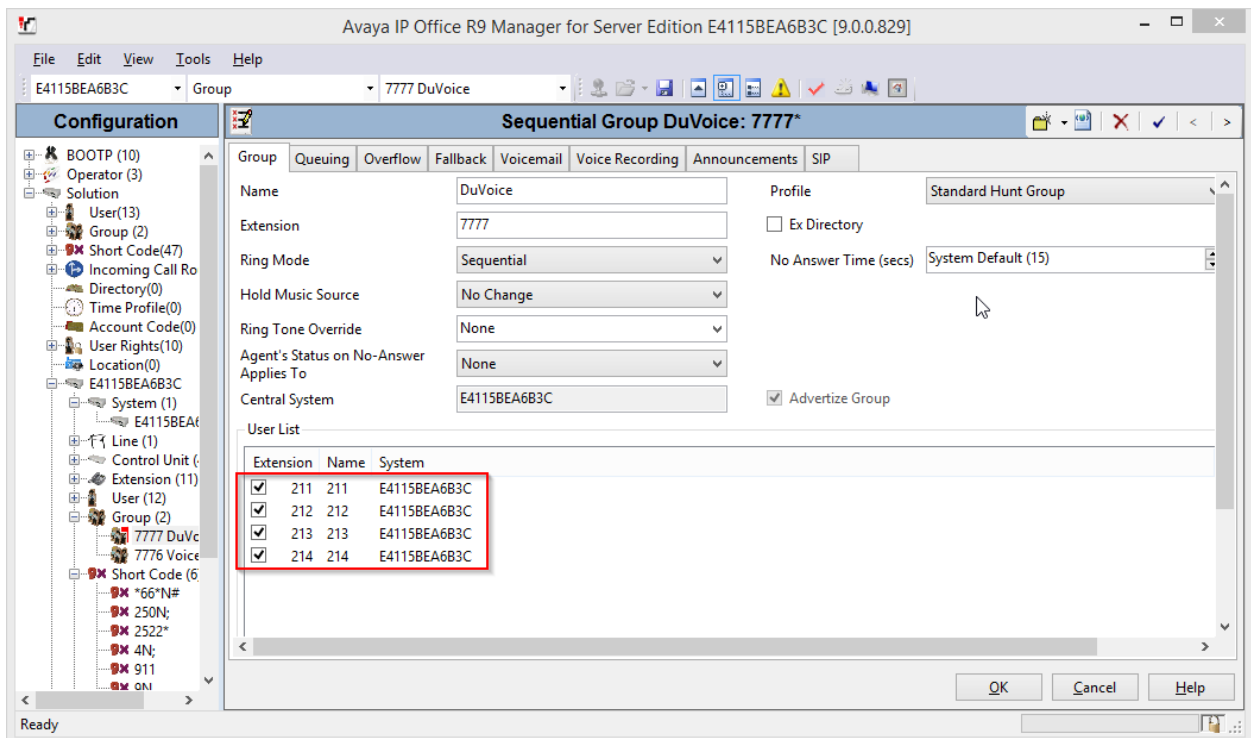 Avaya IP Office R9 Manager for Server Edition E4115BEA6B3C [9.0.0.829]
File Edit View Tools Help
E4115BEA6B3C Group 7777 DuVoice
Configuration
Sequential Group DuVoice: 7777*
BOOTP (10)
Operator (3)
Solution
User(13)
Group (2)
Short Code(47)
Incoming Call Ro
Directory(0)
Time Profile(0)
Account Code(0)
User Rights(10)
Location(0)
E4115BEA6B3C
System (1)
E4115BEA6
Line (1)
Control Unit (
Extension (11)
User (12)
Group (2)
7777 DuVc
7776 Voice
Short Code (6
*66*N#
250N;
2522*
4N;
911
9N
Group Queuing Overflow Fallback Voicemail Voice Recording Announcements SIP
Name DuVoice Profile Standard Hunt Group
Extension 7777 Ex Directory
Ring Mode Sequential No Answer Time (secs) System Default (15)
Hold Music Source No Change
Ring Tone Override None
Agent's Status on No-Answer
Applies To None
Central System E4115BEA6B3C Advertize Group
User List
Extension Name System
211 211 E4115BEA6B3C
212 212 E4115BEA6B3C
213 213 E4115BEA6B3C
214 214 E4115BEA6B3C
OK Cancel Help
Ready